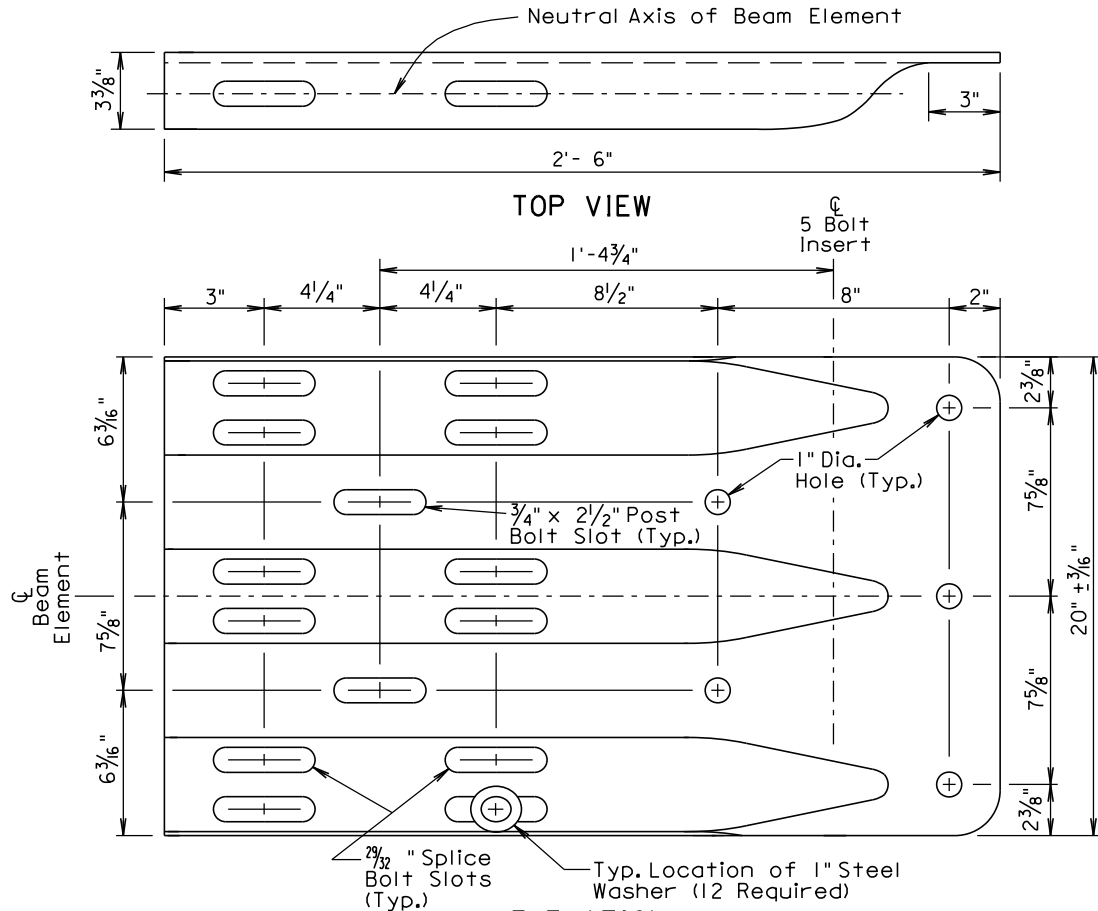 Neutral Axis of Beam Element
3 3/8"
3"
2'- 6"
TOP VIEW
℄
5 Bolt
Insert
1'-4 3/4"
3"
4 1/4"
4 1/4"
8 1/2"
8"
2"
6 3/16"
2 3/8"
1" Dia.
Hole (Typ.)
3/4" x 2 1/2" Post
Bolt Slot (Typ.)
7 5/8"
20" ± 3/16"
℄
Beam
Element
7 5/8"
7 5/8"
6 3/16"
2 3/8"
29/32 " Splice
Bolt Slots
(Typ.)
Typ. Location of 1" Steel
Washer (12 Required)